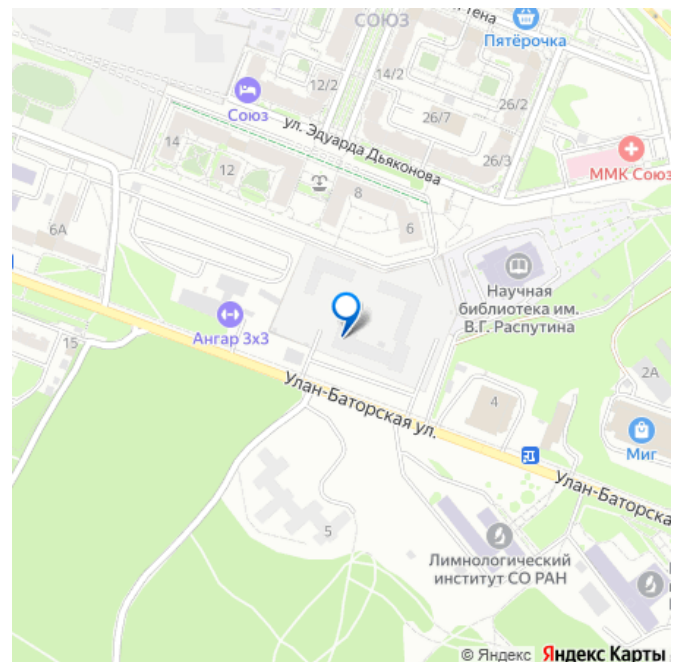 СОЮЗ
Пятёрочка
12/2
14/2
26/2
Союз
26/7
ул. Эдуарда Дьяконова
14
12
26/3
ММК Союз
8
6А
6
Научная
библиотека им.
В.Г. Распутина
Ангар 3x3
15
2А
Улан-Баторская ул.
4
Миг
Улан-Баторска
5
Лимнологический
институт СО РАН
© Яндекс Яндекс Карты